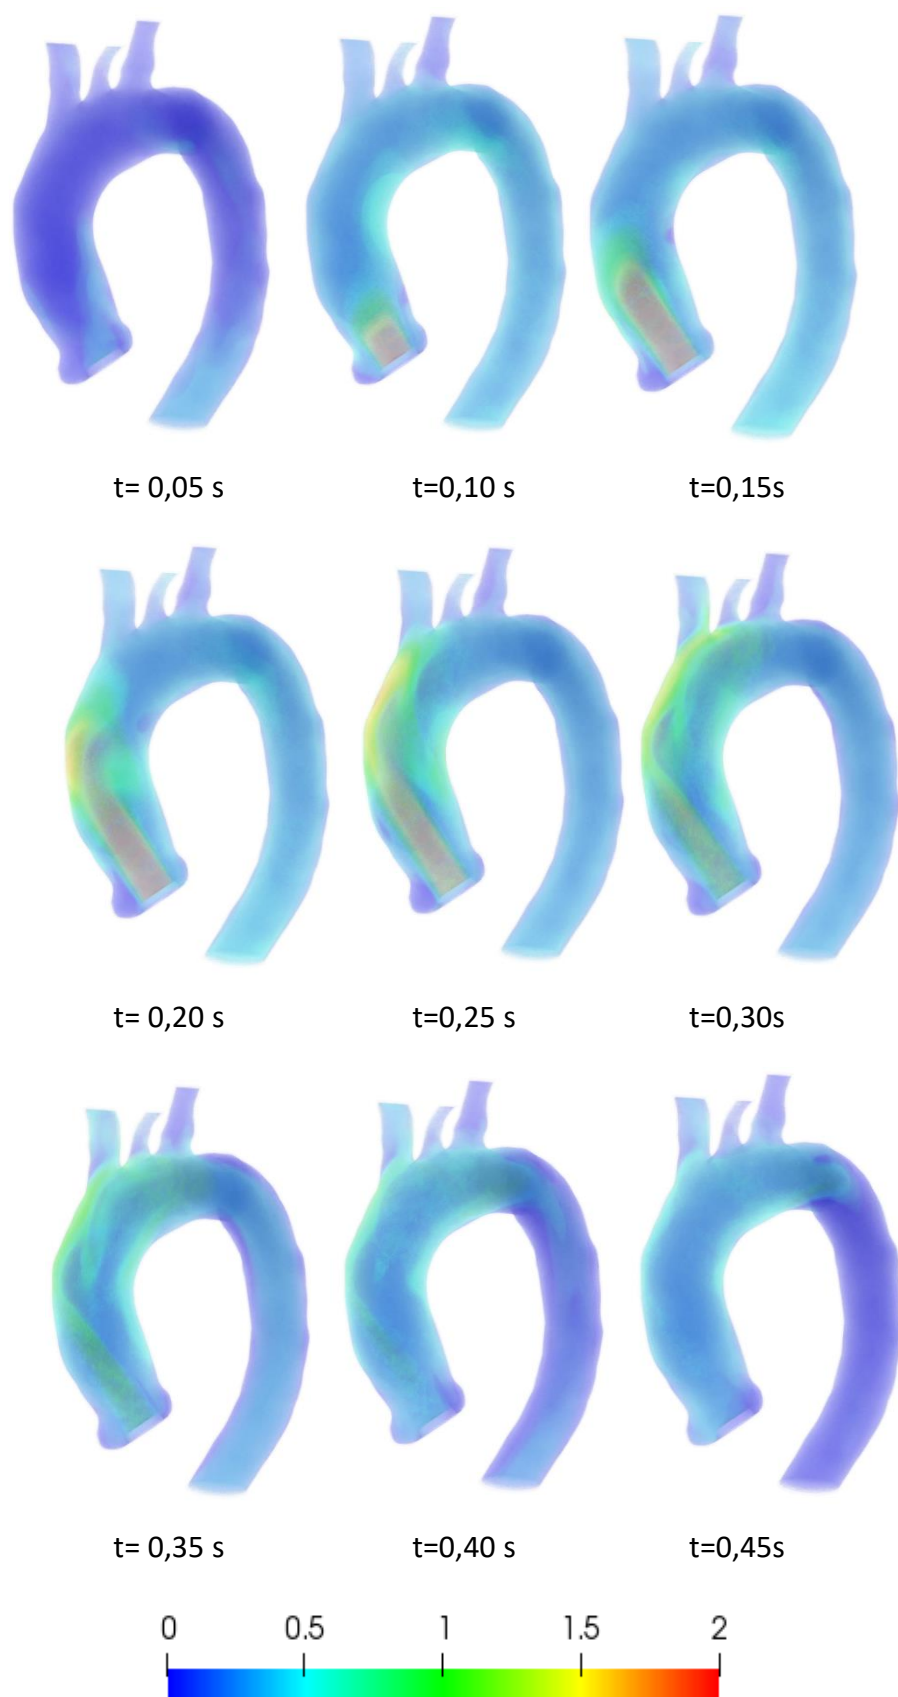 t= 0,05 s
t=0,10 s
t=0,15s
t= 0,20 s
t=0,25 s
t=0,30s
t= 0,35 s
t=0,40 s
t=0,45s
0 0.5 1 1.5 2